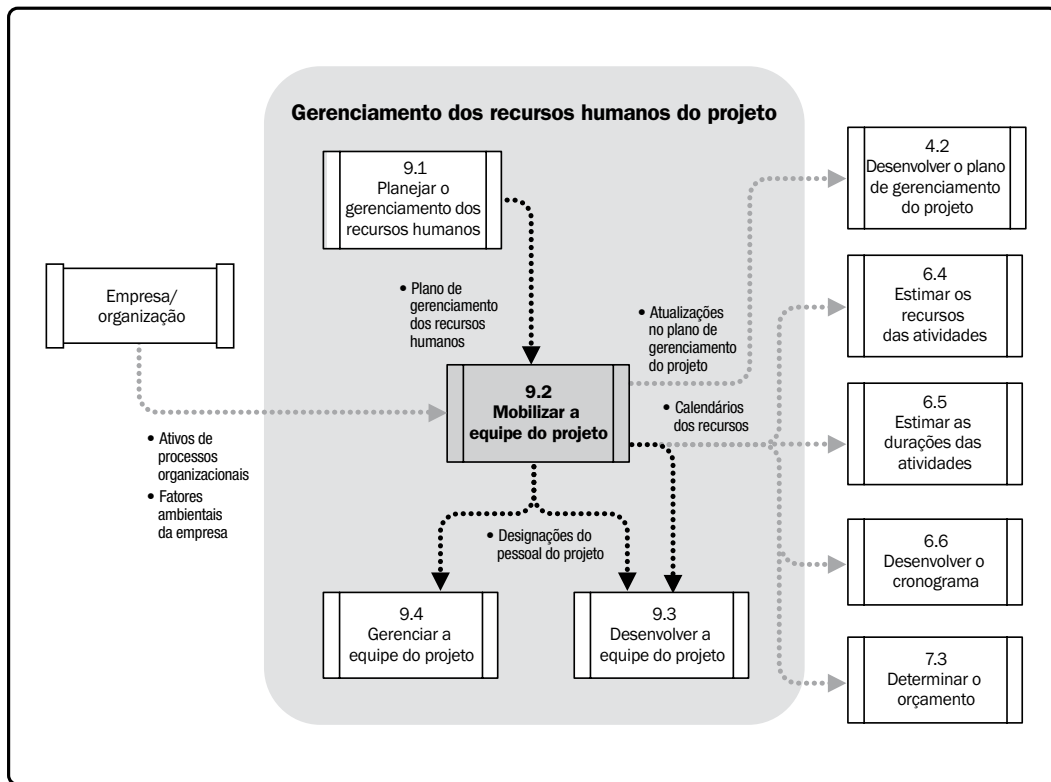 Gerenciamento dos recursos humanos do projeto
9.1
Planejar o
gerenciamento dos
recursos humanos
4.2
Desenvolver o plano
de gerenciamento
do projeto
Empresa/
organização
• Plano de
gerenciamento
dos recursos
humanos
• Atualizações
no plano de
gerenciamento
do projeto
6.4
Estimar os
recursos
das atividades
9.2
Mobilizar a
equipe do projeto
• Calendários
dos recursos
6.5
Estimar as
durações das
atividades
• Ativos de
processos
organizacionais
• Fatores
ambientais
da empresa
• Designações do
pessoal do projeto
6.6
Desenvolver o
cronograma
9.4
Gerenciar a
equipe do projeto
9.3
Desenvolver a
equipe do projeto
7.3
Determinar o
orçamento